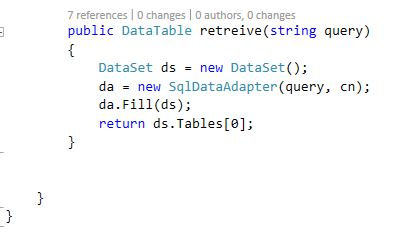 7 references | 0 changes | 0 authors, 0 changes
public DataTable retreive(string query)
{
DataSet ds = new DataSet();
da = new SqlDataAdapter(query, cn);
da.Fill(ds);
return ds.Tables[0];
}
}
}